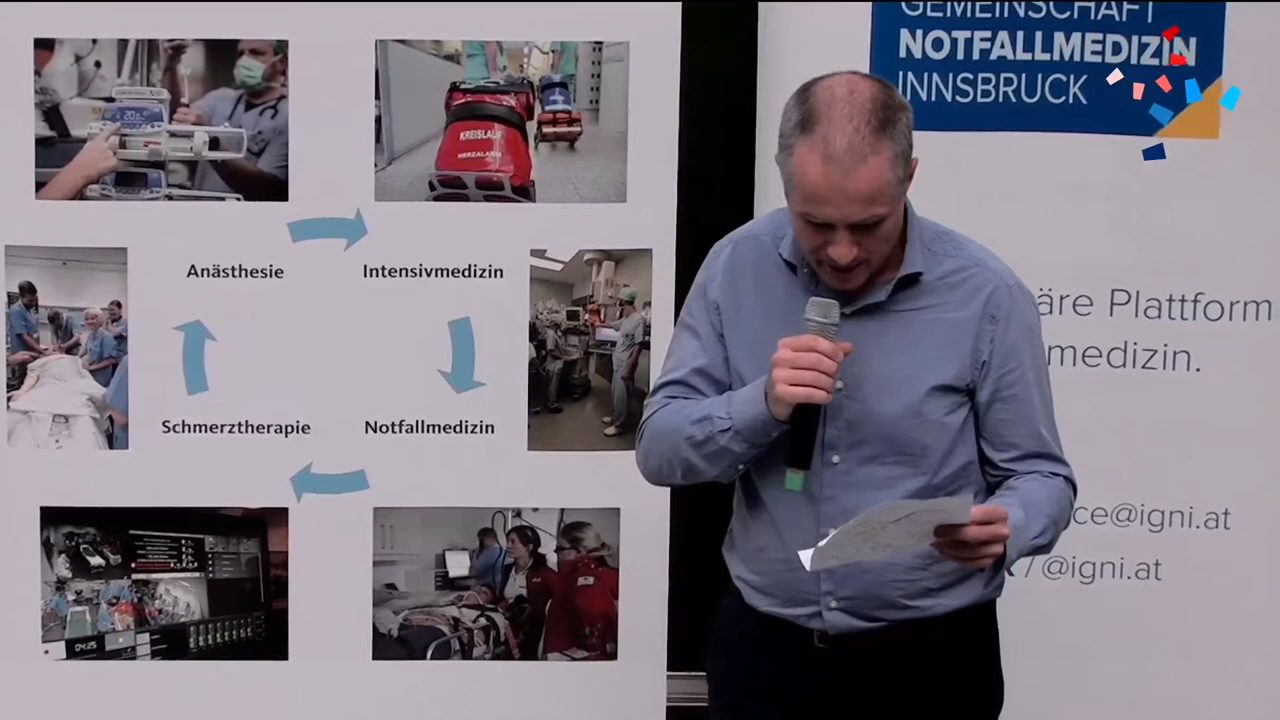 GEMEINSCHAFT
NOTFALLMEDIZIN
INNSBRUCK
KREISLAUF
HERZALARM
Anästhesie
Intensivmedizin
Schmerztherapie
Notfallmedizin
äre Plattform
medizin.
ce@igni.at
/ @igni.at
04:25